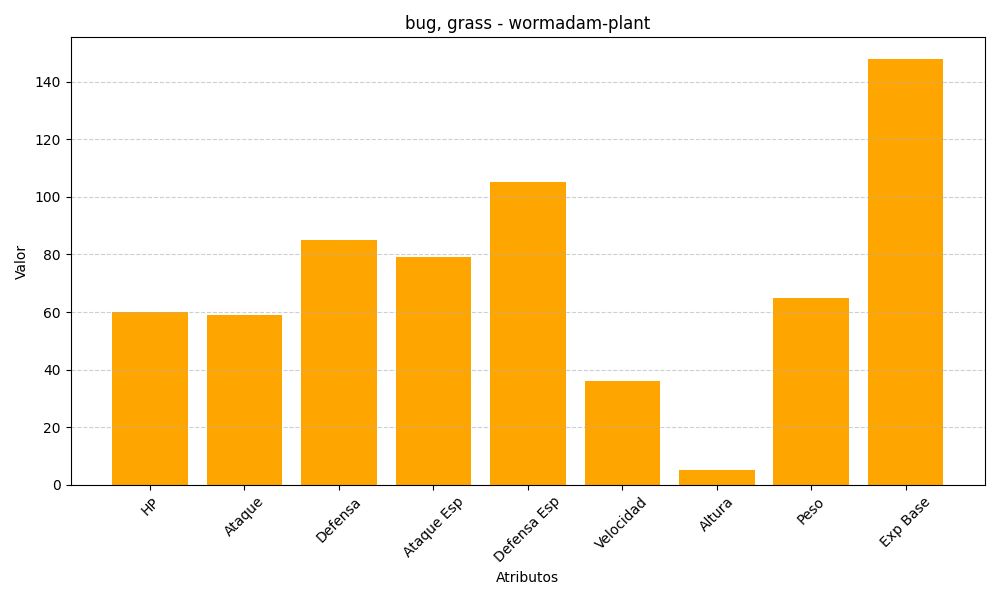 bug, grass - wormadam-plant
Valor
140
120
100
80
60
40
20
0
HP
Ataque
Defensa
Ataque Esp
Defensa Esp
Velocidad
Altura
Peso
Exp Base
Atributos